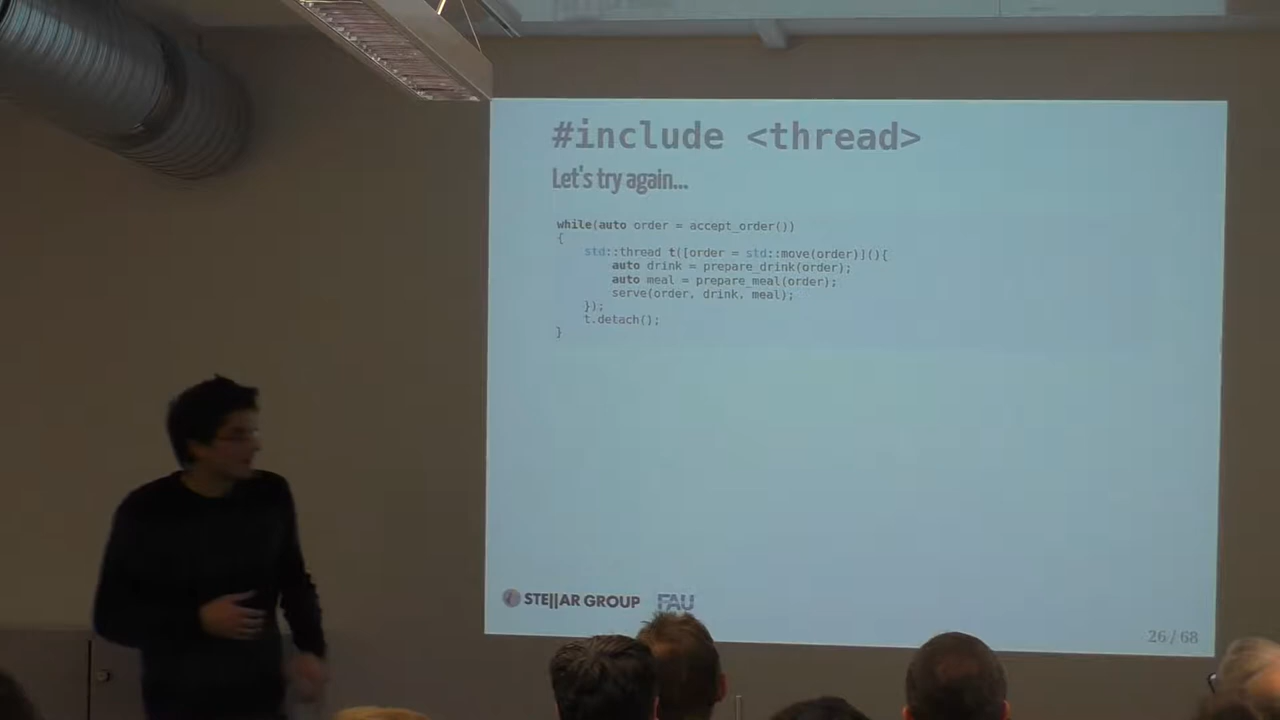 #include <thread>
Let's try again...
while(auto order = accept_order())
{
    std::thread t([order = std::move(order)](){
        auto drink = prepare_drink(order);
        auto meal = prepare_meal(order);
        serve(order, drink, meal);
    });
    t.detach();
}
STE||AR GROUP FAU
26 / 68